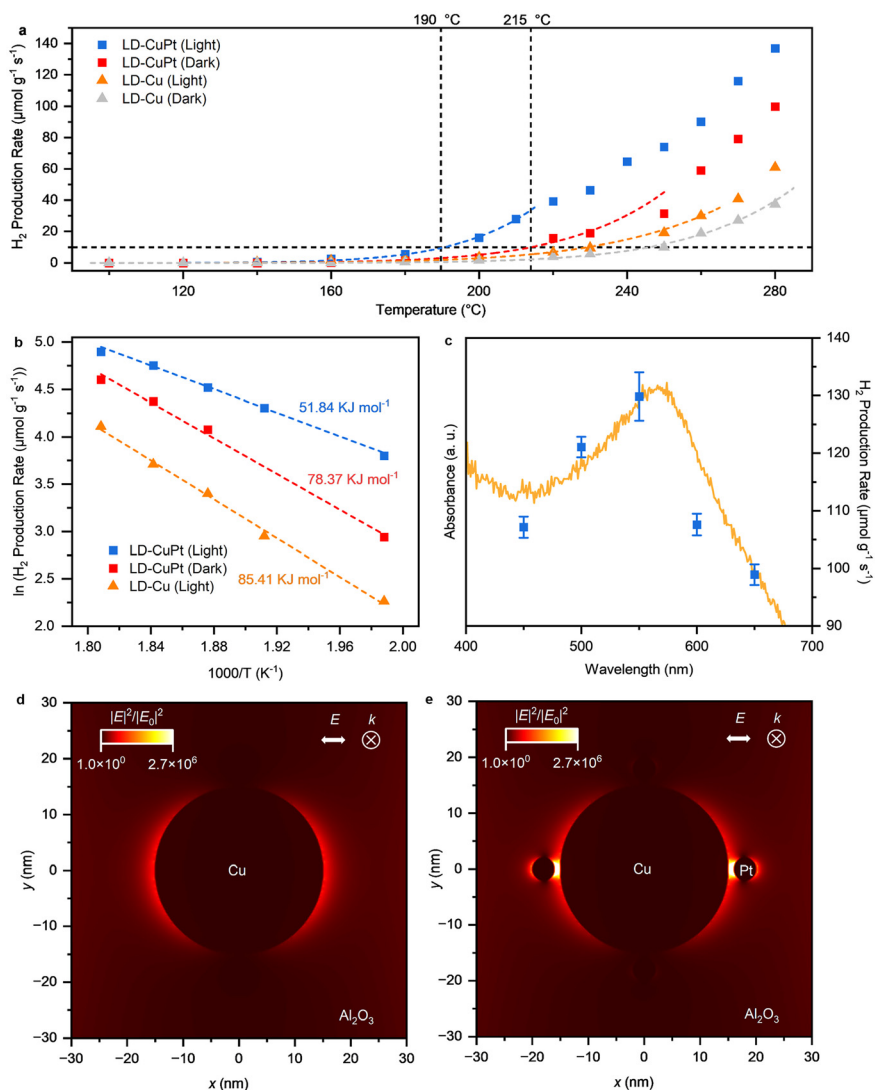 190 °C
215 °C
a
LD-CuPt (Light)
LD-CuPt (Dark)
LD-Cu (Light)
LD-Cu (Dark)
H2 Production Rate (μmol g⁻¹ s⁻¹)
140
120
100
80
60
40
20
0
120
160
200
240
280
Temperature (°C)
b
ln (H2 Production Rate (μmol g⁻¹ s⁻¹))
5.0
4.5
4.0
3.5
3.0
2.5
2.0
51.84 KJ mol⁻¹
78.37 KJ mol⁻¹
85.41 KJ mol⁻¹
LD-CuPt (Light)
LD-CuPt (Dark)
LD-Cu (Light)
1.80
1.84
1.88
1.92
1.96
2.00
1000/T (K⁻¹)
c
Absorbance (a. u.)
H2 Production Rate (μmol g⁻¹ s⁻¹)
140
130
120
110
100
90
400
500
600
700
Wavelength (nm)
d
|E|²/|E₀|²
1.0×10⁰
2.7×10⁶
E
k
30
20
10
0
−10
−20
−30
y (nm)
Cu
Al₂O₃
−30
−20
−10
0
10
20
30
x (nm)
e
|E|²/|E₀|²
1.0×10⁰
2.7×10⁶
E
k
30
20
10
0
−10
−20
−30
y (nm)
Cu
Pt
Al₂O₃
−30
−20
−10
0
10
20
30
x (nm)